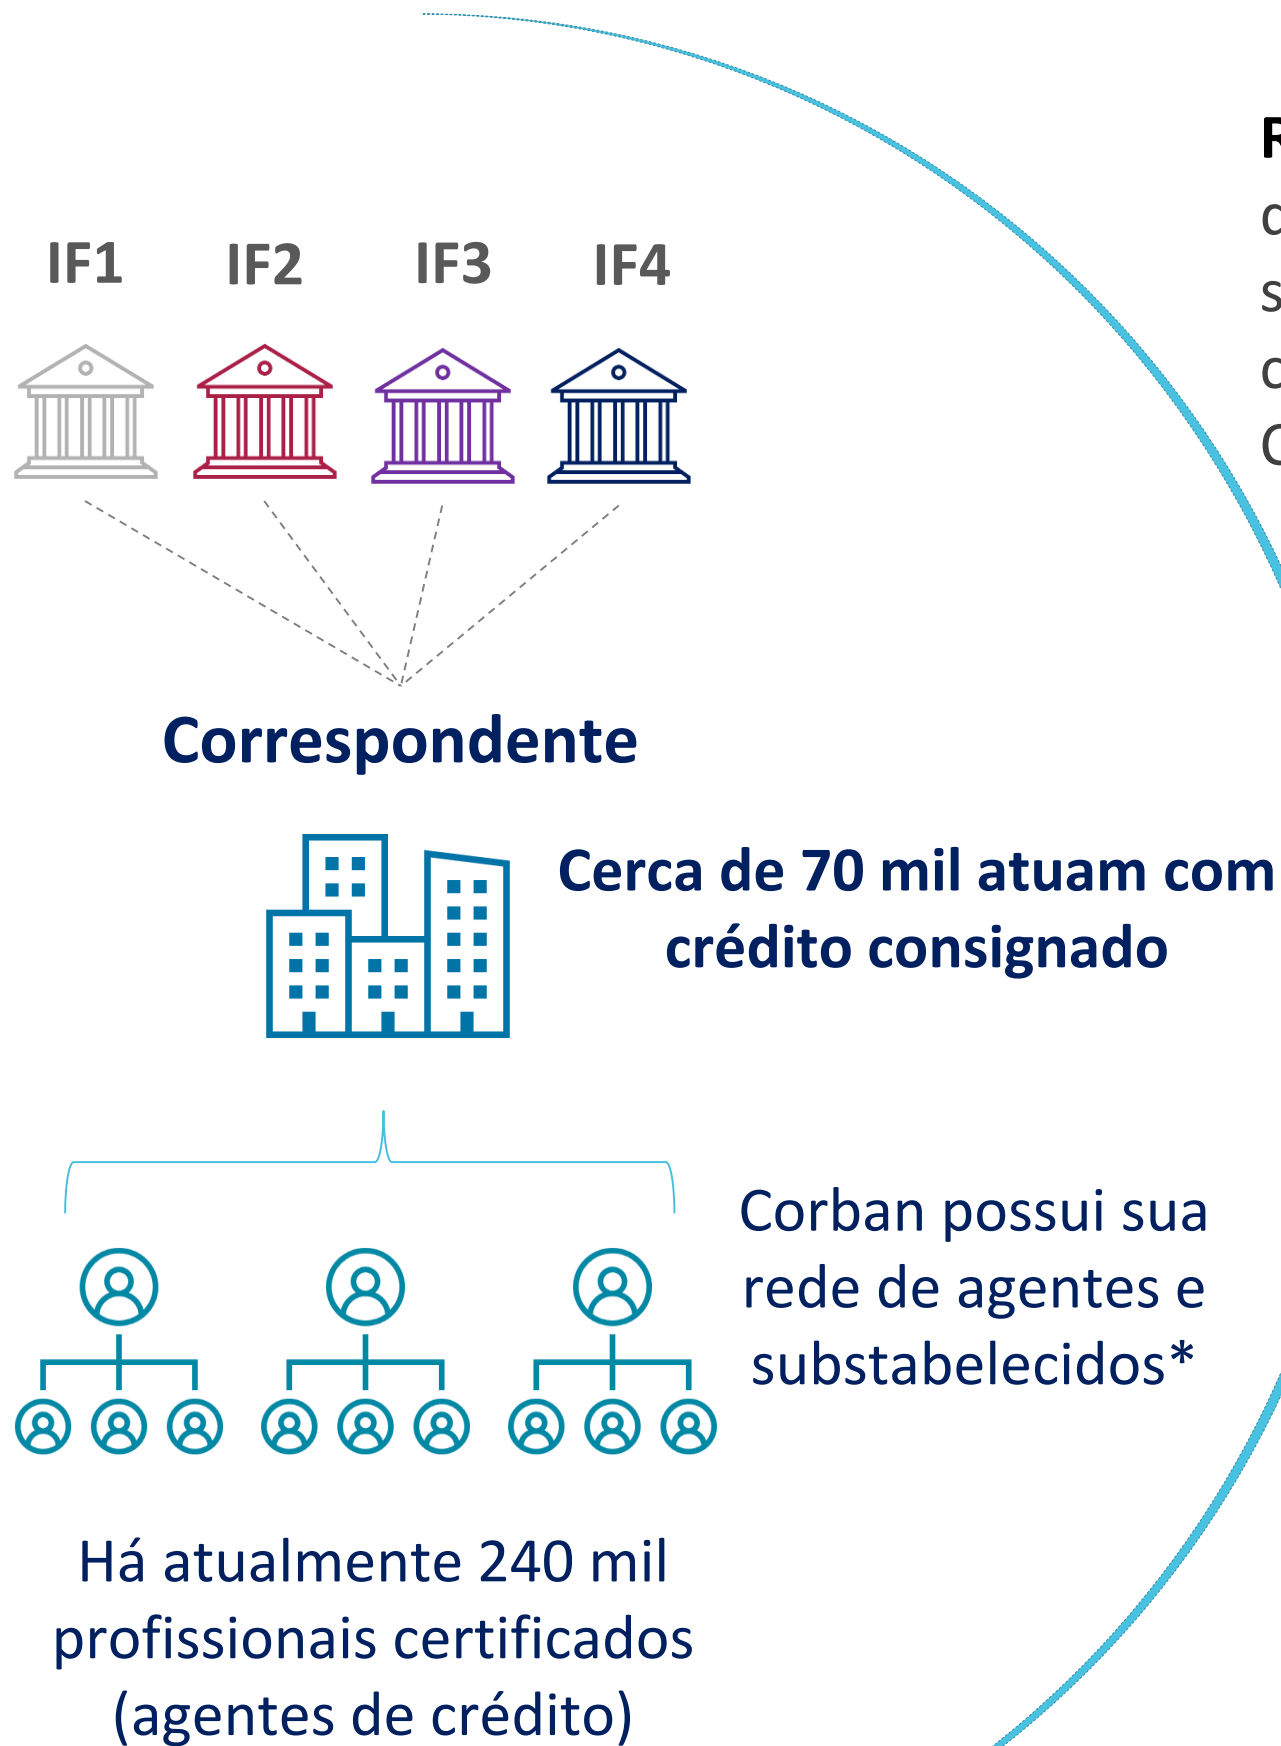 IF1 IF2 IF3 IF4
Correspondente
Cerca de 70 mil atuam com
crédito consignado
Corban possui sua
rede de agentes e
substabelecidos*
Há atualmente 240 mil
profissionais certificados
(agentes de crédito)